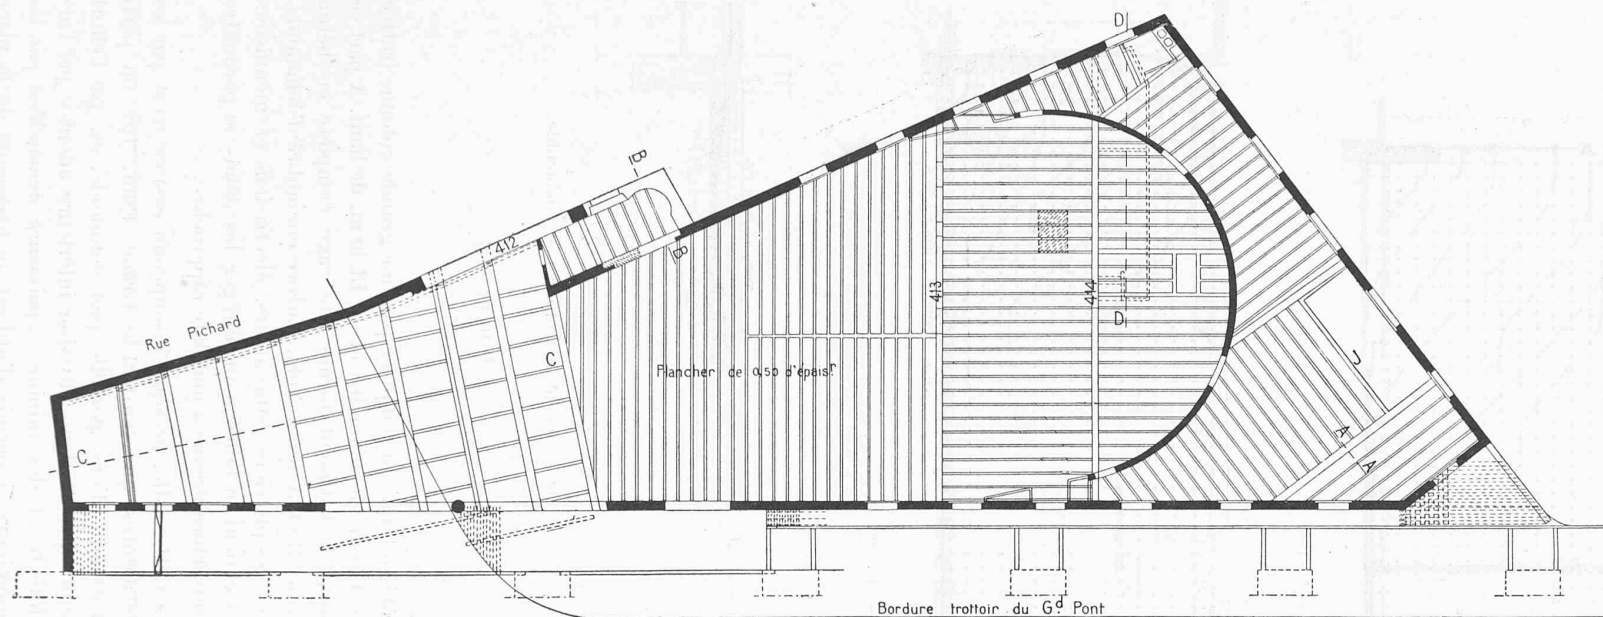 D
B
412
B
Rue Pichard
413
414
D
C
Plancher de 0,50 d'épaisr
C
A
A
Bordure trottoir du Gd Pont